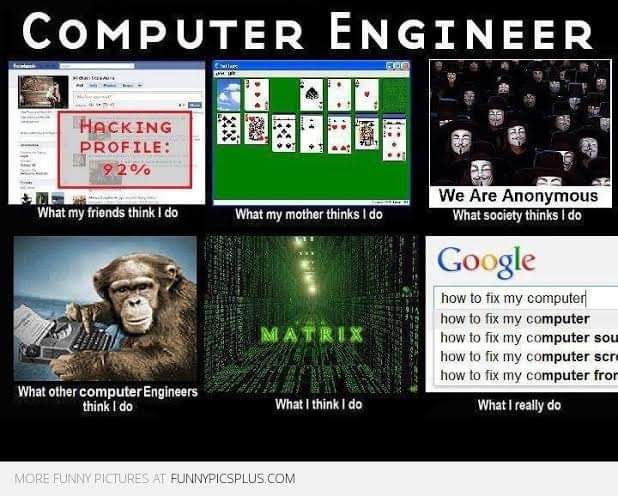 COMPUTER ENGINEER
HACKING
PROFILE:
92%
We Are Anonymous
What my friends think I do
What my mother thinks I do
What society thinks I do
MATRIX
Google
how to fix my computer
how to fix my computer
how to fix my computer sou
how to fix my computer scre
how to fix my computer fror
What other computer Engineers
think I do
What I think I do
What I really do
MORE FUNNY PICTURES AT FUNNYPICSPLUS.COM